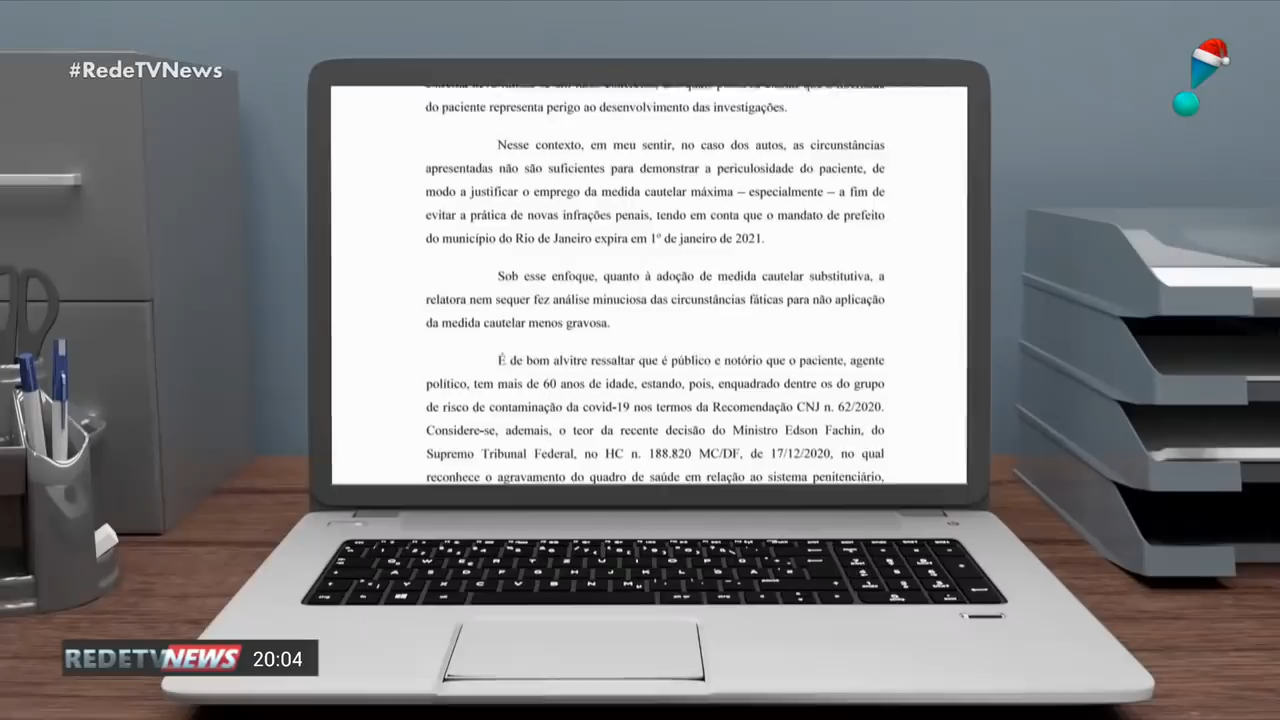 #RedeTVNews
do paciente representa perigo ao desenvolvimento das investigações.
Nesse contexto, em meu sentir, no caso dos autos, as circunstâncias
apresentadas não são suficientes para demonstrar a periculosidade do paciente, de
modo a justificar o emprego da medida cautelar máxima – especialmente – a fim de
evitar a prática de novas infrações penais, tendo em conta que o mandato de prefeito
do município do Rio de Janeiro expira em 1º de janeiro de 2021.
Sob esse enfoque, quanto à adoção de medida cautelar substitutiva, a
relatora nem sequer fez análise minuciosa das circunstâncias fáticas para não aplicação
da medida cautelar menos gravosa.
É de bom alvitre ressaltar que é público e notório que o paciente, agente
político, tem mais de 60 anos de idade, estando, pois, enquadrado dentre os do grupo
de risco de contaminação da covid-19 nos termos da Recomendação CNJ n. 62/2020.
Considere-se, ademais, o teor da recente decisão do Ministro Edson Fachin, do
Supremo Tribunal Federal, no HC n. 188.820 MC/DF, de 17/12/2020, no qual
reconhece o agravamento do quadro de saúde em relação ao sistema penitenciário,
REDETVNEWS 20:04